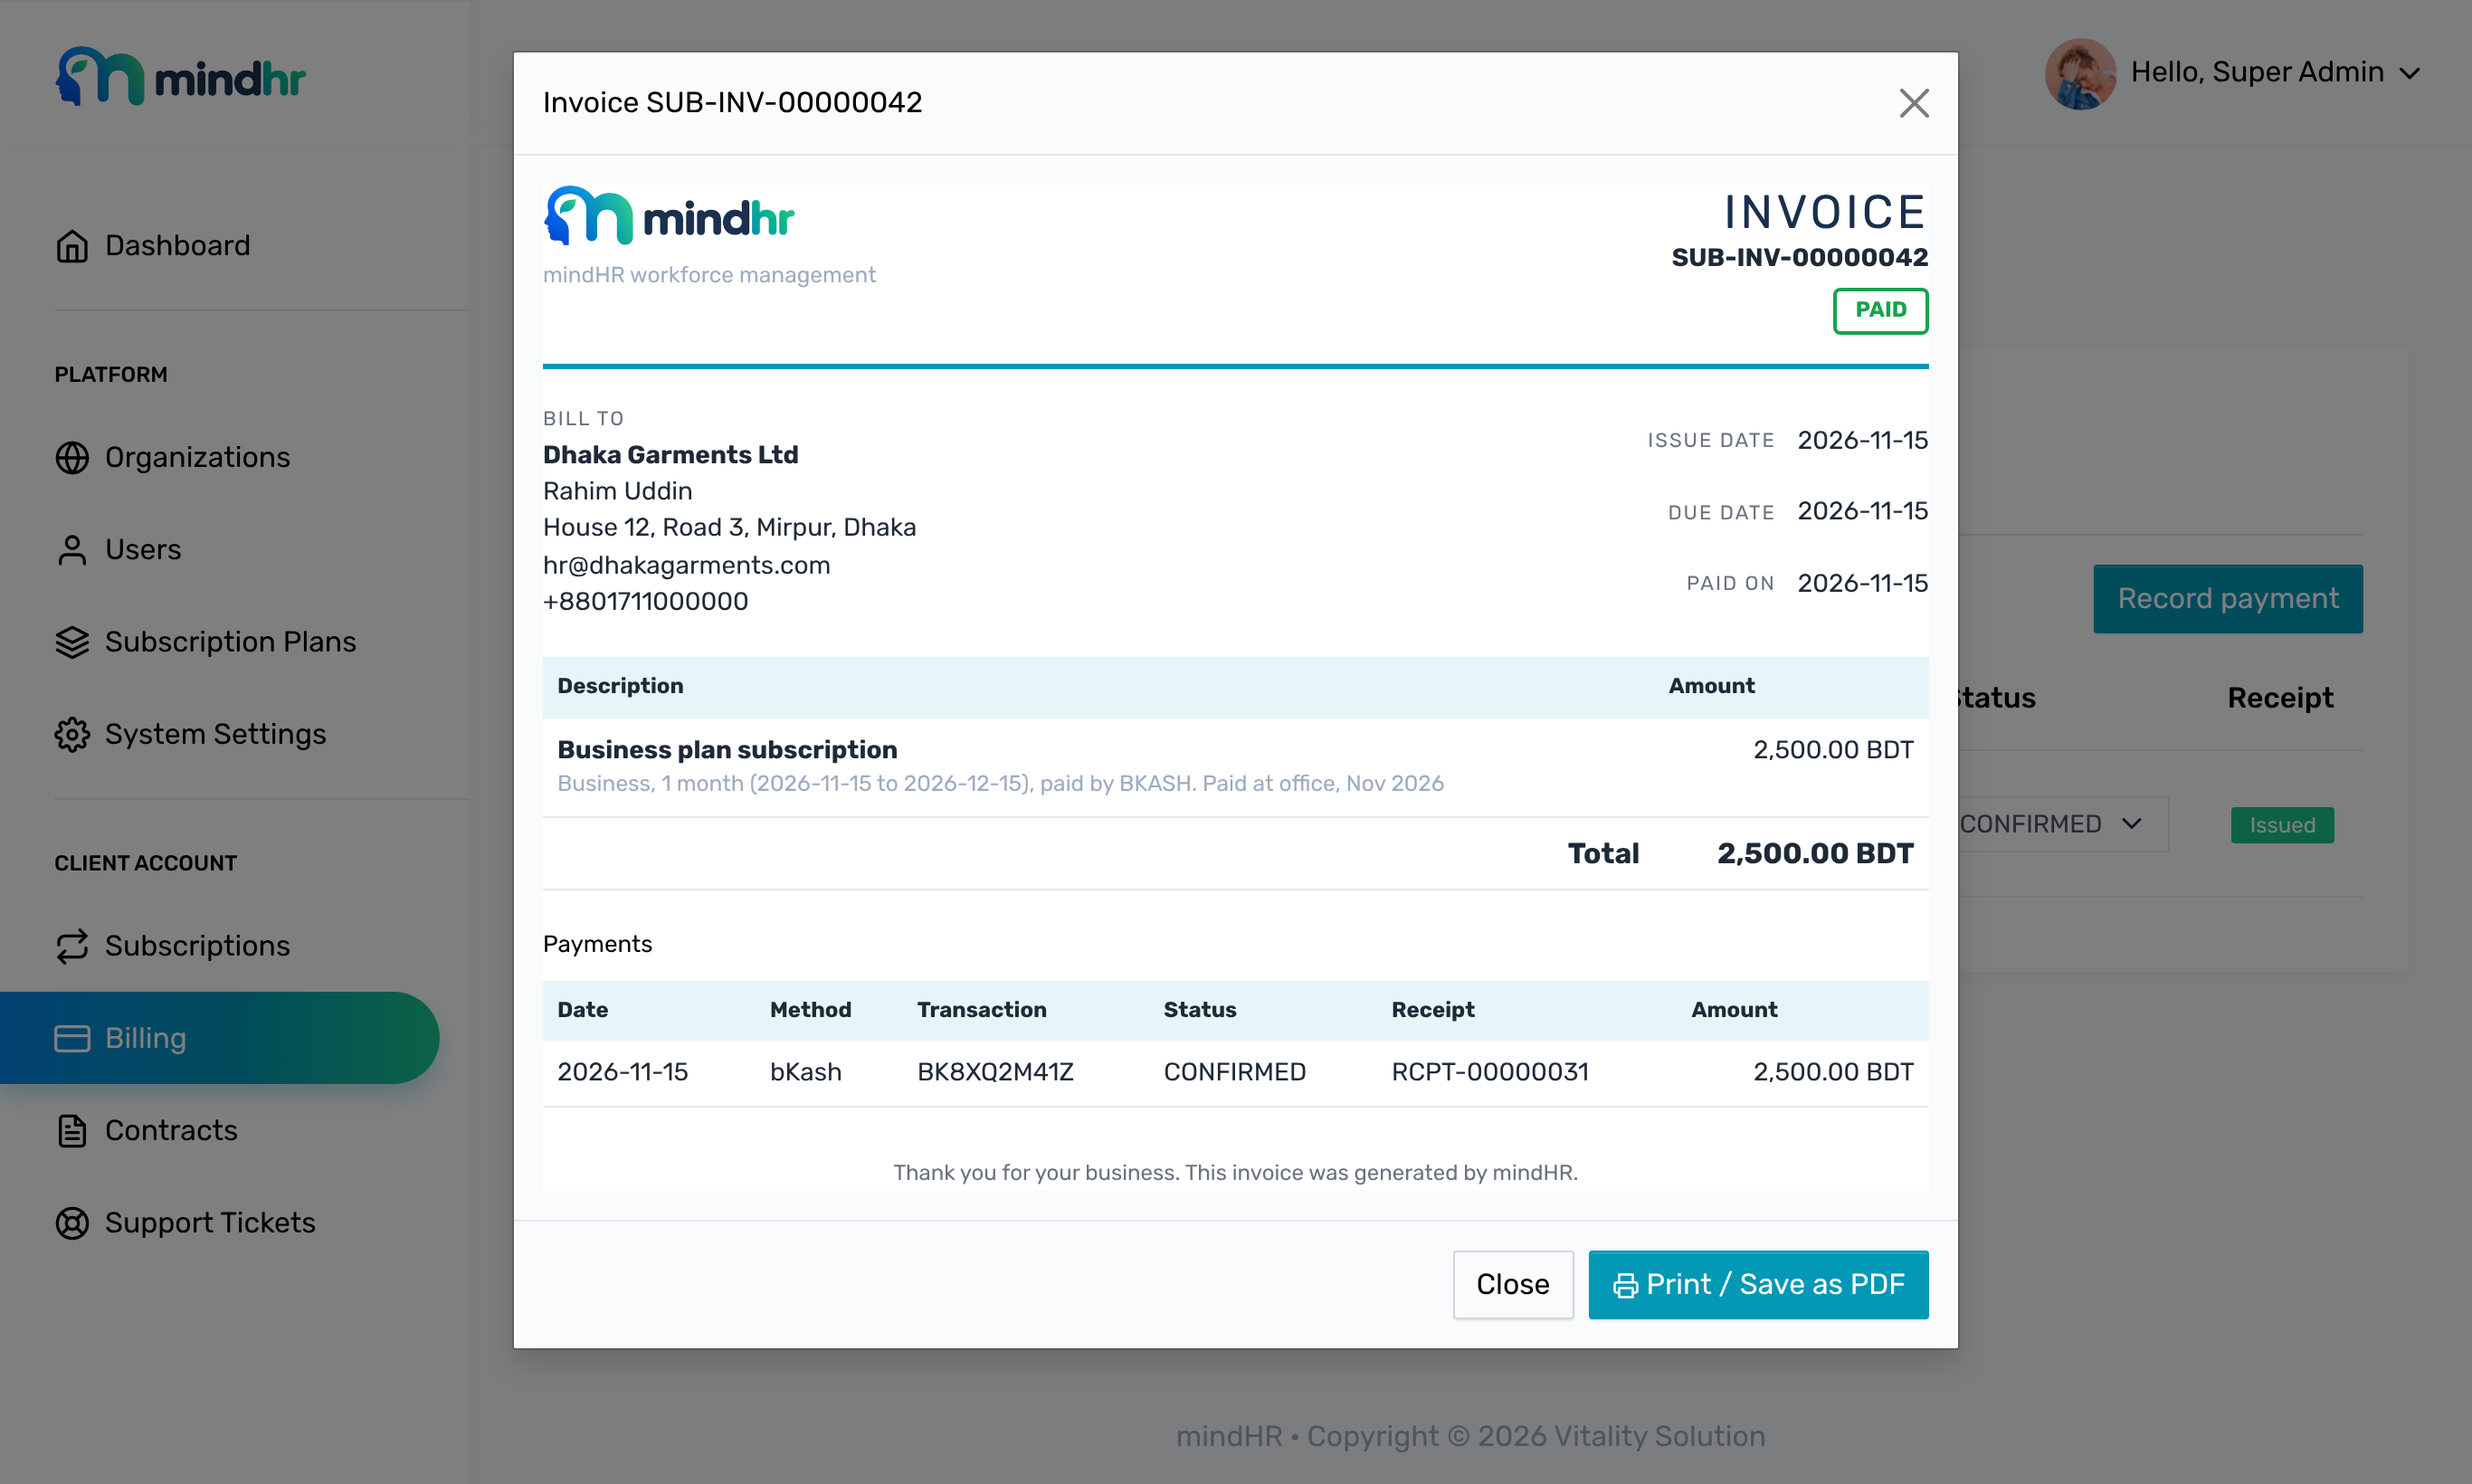 mindhr
Hello, Super Admin
Dashboard
PLATFORM
Organizations
Users
Subscription Plans
System Settings
CLIENT ACCOUNT
Subscriptions
Billing
Contracts
Support Tickets
Invoice SUB-INV-00000042
mindhr
mindHR workforce management
INVOICE
SUB-INV-00000042
PAID
BILL TO
Dhaka Garments Ltd
Rahim Uddin
House 12, Road 3, Mirpur, Dhaka
hr@dhakagarments.com
+8801711000000
ISSUE DATE 2026-11-15
DUE DATE 2026-11-15
PAID ON 2026-11-15
Description Amount
Business plan subscription 2,500.00 BDT
Business, 1 month (2026-11-15 to 2026-12-15), paid by BKASH. Paid at office, Nov 2026
Total 2,500.00 BDT
Payments
Date Method Transaction Status Receipt Amount
2026-11-15 bKash BK8XQ2M41Z CONFIRMED RCPT-00000031 2,500.00 BDT
Thank you for your business. This invoice was generated by mindHR.
Close Print / Save as PDF
Record payment
tatus Receipt
CONFIRMED Issued
mindHR • Copyright © 2026 Vitality Solution